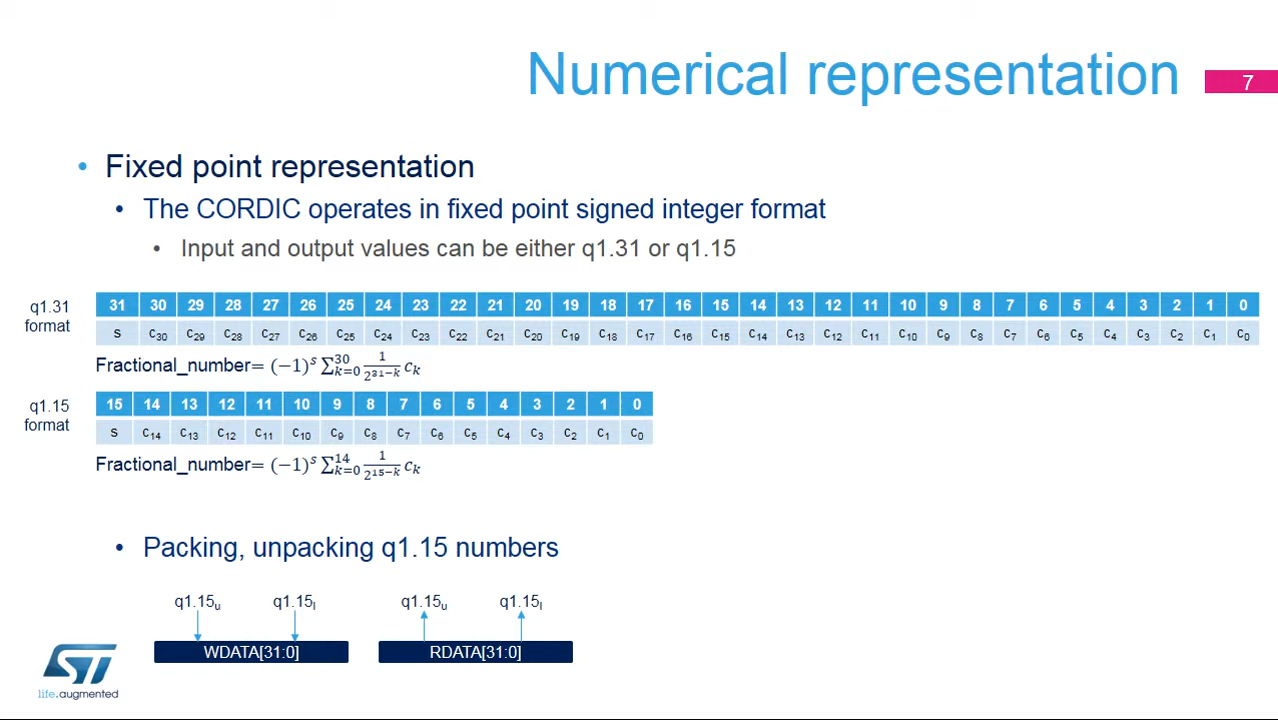 Numerical representation
7
• Fixed point representation
• The CORDIC operates in fixed point signed integer format
• Input and output values can be either q1.31 or q1.15
q1.31 format
31 30 29 28 27 26 25 24 23 22 21 20 19 18 17 16 15 14 13 12 11 10 9 8 7 6 5 4 3 2 1 0
s c₃₀ c₂₉ c₂₈ c₂₇ c₂₆ c₂₅ c₂₄ c₂₃ c₂₂ c₂₁ c₂₀ c₁₉ c₁₈ c₁₇ c₁₆ c₁₅ c₁₄ c₁₃ c₁₂ c₁₁ c₁₀ c₉ c₈ c₇ c₆ c₅ c₄ c₃ c₂ c₁ c₀
Fractional_number= (−1)^s ∑_{k=0}^{30} 1/2^{31−k} c_k
q1.15 format
15 14 13 12 11 10 9 8 7 6 5 4 3 2 1 0
s c₁₄ c₁₃ c₁₂ c₁₁ c₁₀ c₉ c₈ c₇ c₆ c₅ c₄ c₃ c₂ c₁ c₀
Fractional_number= (−1)^s ∑_{k=0}^{14} 1/2^{15−k} c_k
• Packing, unpacking q1.15 numbers
q1.15ᵤ q1.15ₗ q1.15ᵤ q1.15ₗ
WDATA[31:0] RDATA[31:0]
ST
life.augmented